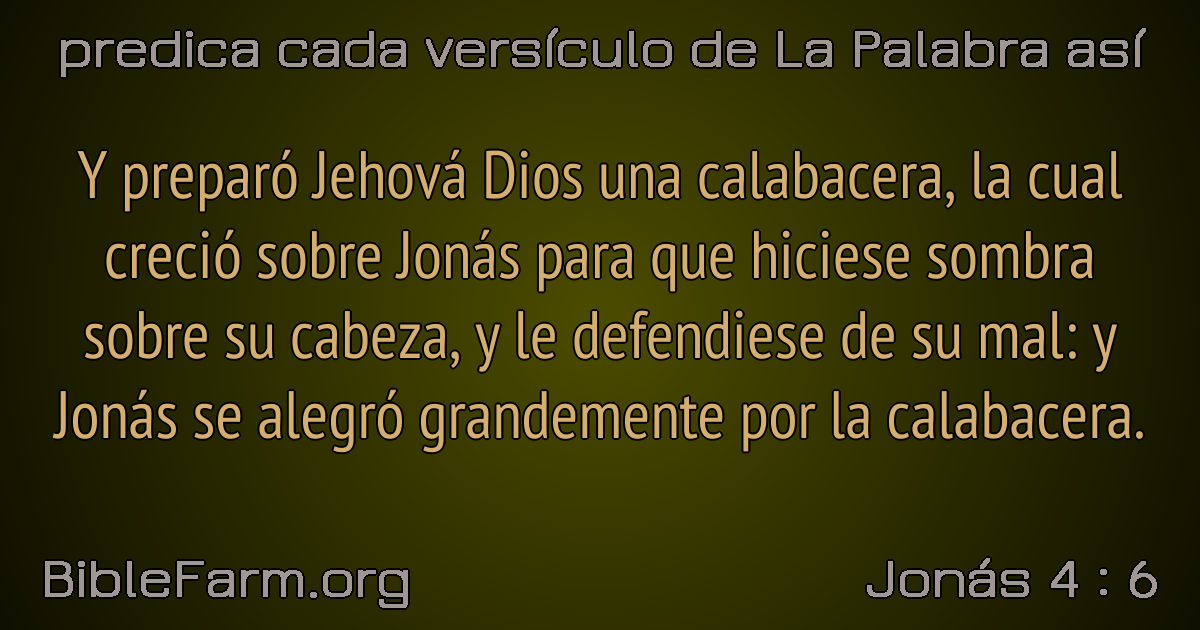 predica cada versículo de La Palabra así
Y preparó Jehová Dios una calabacera, la cual
creció sobre Jonás para que hiciese sombra
sobre su cabeza, y le defendiese de su mal: y
Jonás se alegró grandemente por la calabacera.
BibleFarm.org
Jonás 4 : 6